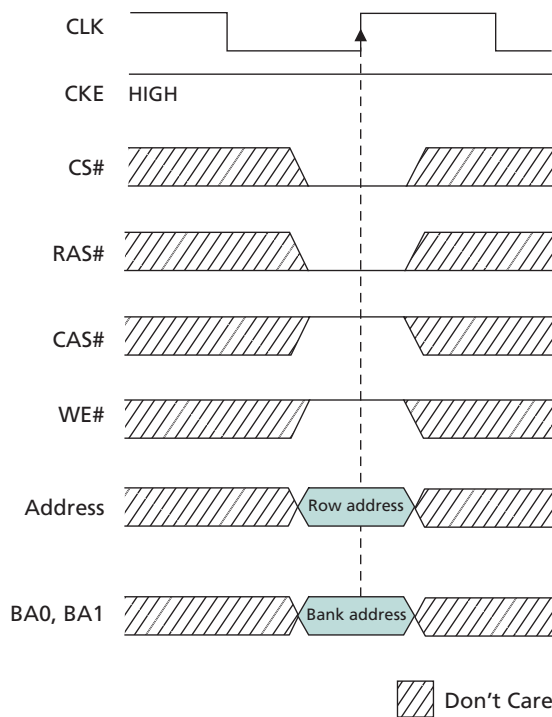 CLK
CKE HIGH
CS#
RAS#
CAS#
WE#
Address Row address
BA0, BA1 Bank address
Don't Care